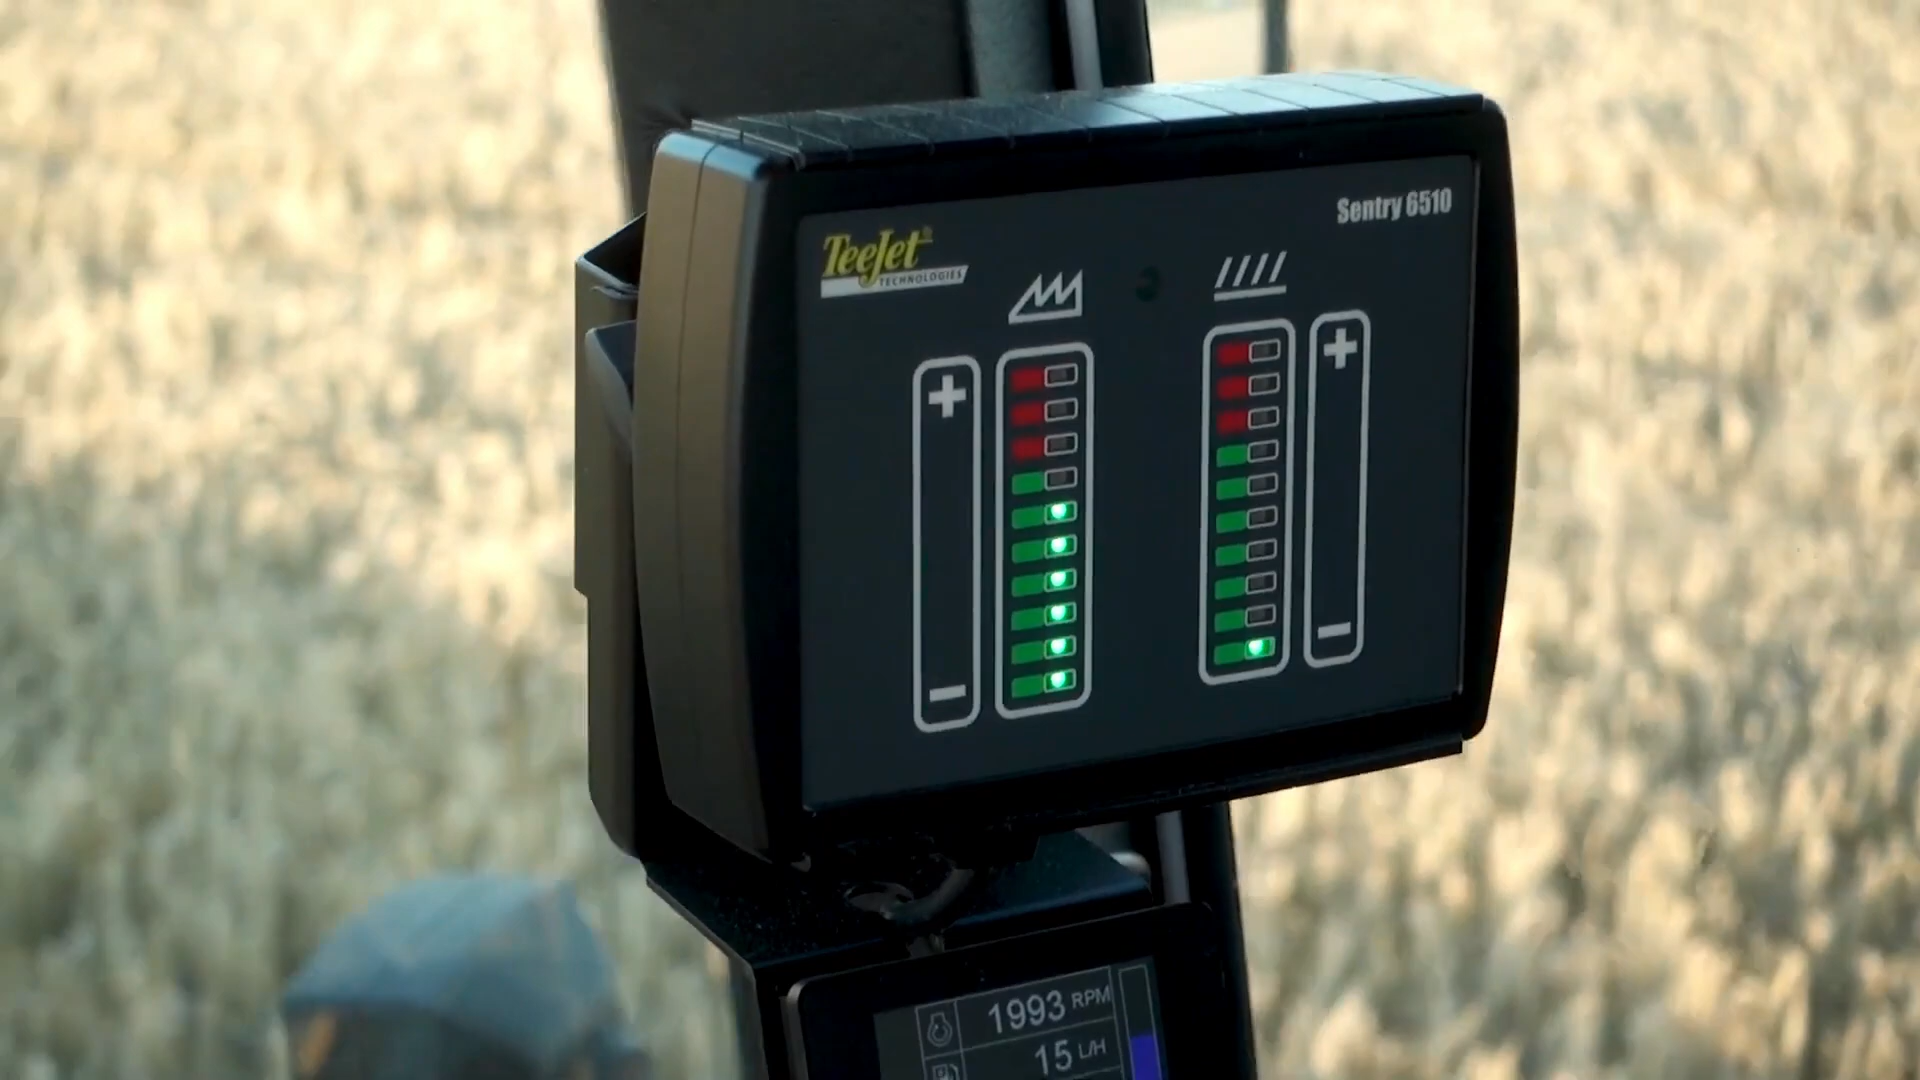 Sentry 6510
TeeJet®
TECHNOLOGIES
+
+
−
−
1993 RPM
15 L/H